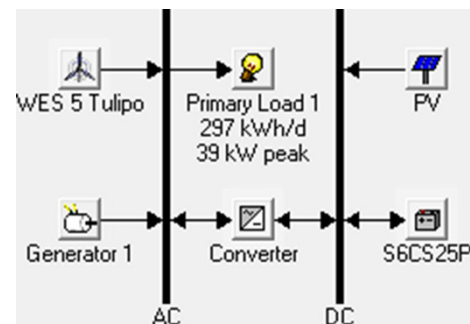 WES 5 Tulipo
Primary Load 1
297 kWh/d
39 kW peak
PV
Generator 1
Converter
S6CS25P
AC
DC